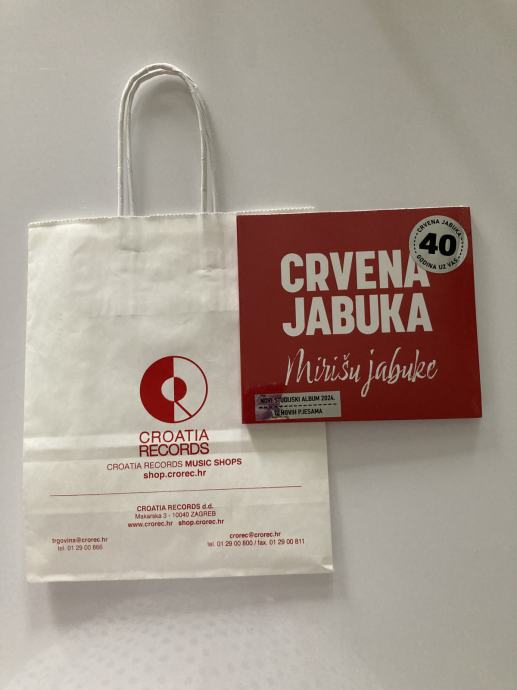 CROATIA
RECORDS
CROATIA RECORDS MUSIC SHOPS
shop.crorec.hr
CROATIA RECORDS d.d.
Makarska 3 - 10040 ZAGREB
www.crorec.hr shop.crorec.hr
trgovina@crorec.hr
tel. 01 29 00 866
crorec@crorec.hr
tel. 01 29 00 800 / fax. 01 29 00 811
CRVENA JABUKA
40
GODINA UZ VAS
CRVENA
JABUKA
Mirišu jabuke
NOVI STUDIJSKI ALBUM 2024.
12 NOVIH PJESAMA